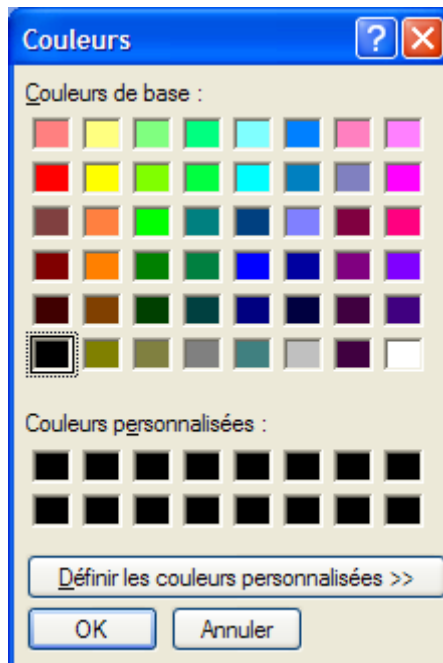 Couleurs ?
Couleurs de base :
Couleurs personnalisées :
Définir les couleurs personnalisées >>
OK Annuler